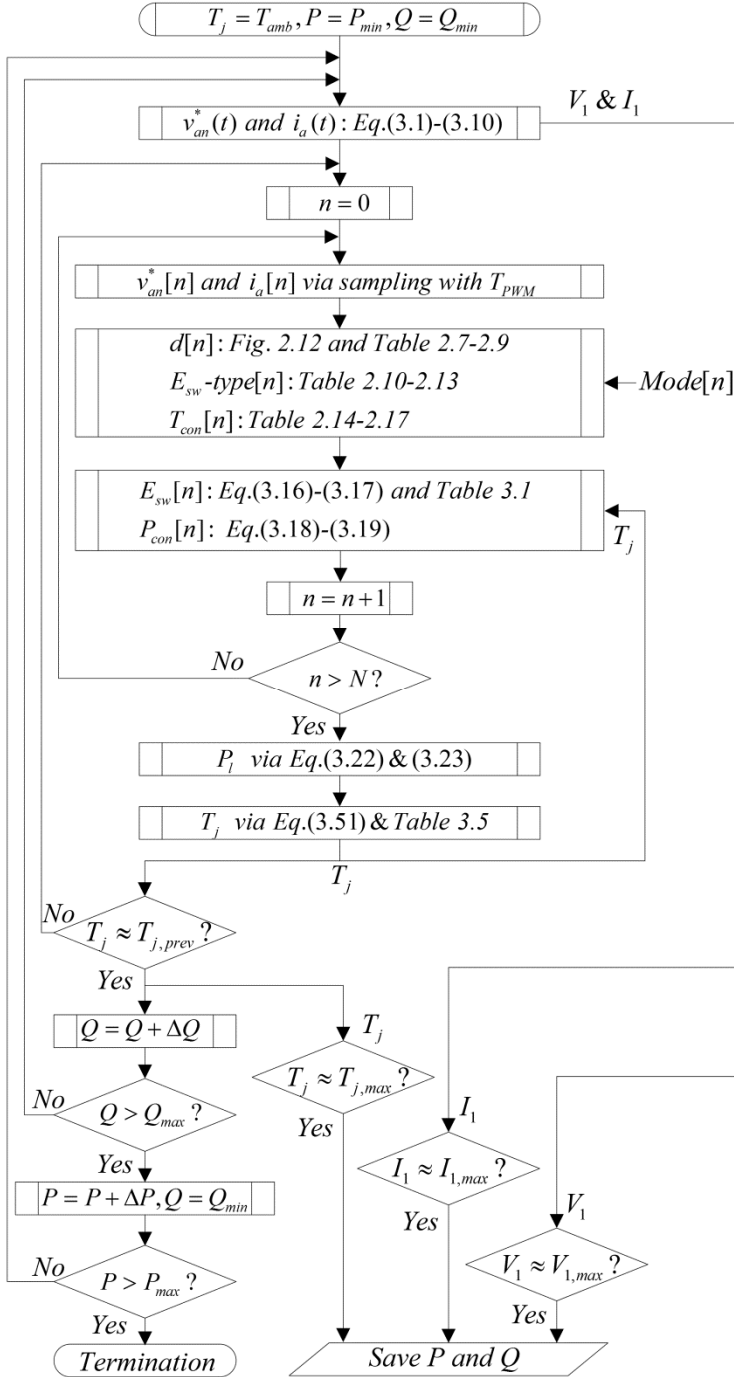 T_j = T_amb, P = P_min, Q = Q_min
V_1 & I_1
v*_an(t) and i_a(t): Eq.(3.1)-(3.10)
n = 0
v*_an[n] and i_a[n] via sampling with T_PWM
d[n]: Fig. 2.12 and Table 2.7-2.9
E_sw-type[n]: Table 2.10-2.13
T_con[n]: Table 2.14-2.17
Mode[n]
E_sw[n]: Eq.(3.16)-(3.17) and Table 3.1
P_con[n]: Eq.(3.18)-(3.19)
T_j
n = n+1
No
n > N?
Yes
P_l via Eq.(3.22) & (3.23)
T_j via Eq.(3.51) & Table 3.5
T_j
No
T_j ≈ T_j,prev ?
Yes
Q = Q + ΔQ
T_j
T_j ≈ T_j,max ?
Yes
No
Q > Q_max ?
Yes
I_1
I_1 ≈ I_1,max ?
Yes
P = P + ΔP, Q = Q_min
V_1
V_1 ≈ V_1,max ?
Yes
No
P > P_max ?
Yes
Termination
Save P and Q